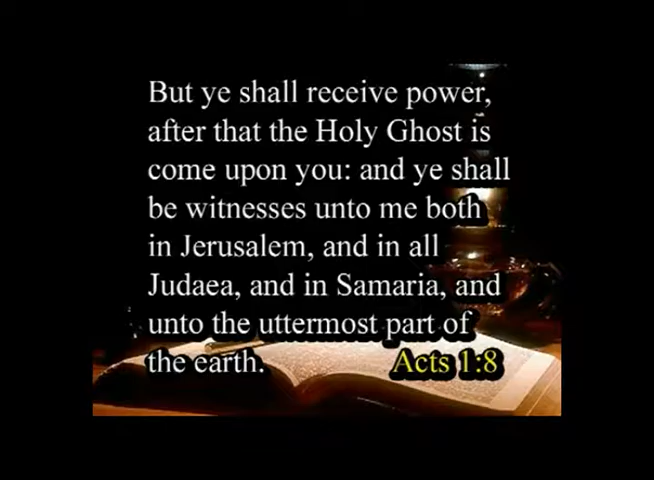 But ye shall receive power,
after that the Holy Ghost is
come upon you: and ye shall
be witnesses unto me both
in Jerusalem, and in all
Judaea, and in Samaria, and
unto the uttermost part of
the earth. Acts 1:8